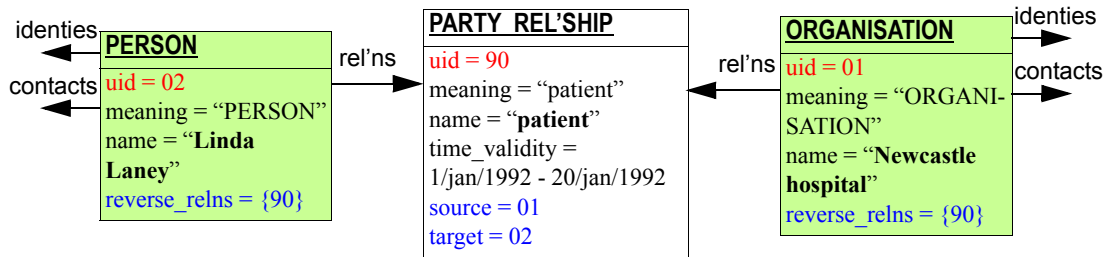 identies
contacts
PERSON
uid = 02
meaning = “PERSON”
name = “Linda
Laney”
reverse_relns = {90}
rel’ns
PARTY REL’SHIP
uid = 90
meaning = “patient”
name = “patient”
time_validity =
1/jan/1992 - 20/jan/1992
source = 01
target = 02
rel’ns
ORGANISATION
uid = 01
meaning = “ORGANI-
SATION”
name = “Newcastle
hospital”
reverse_relns = {90}
identies
contacts